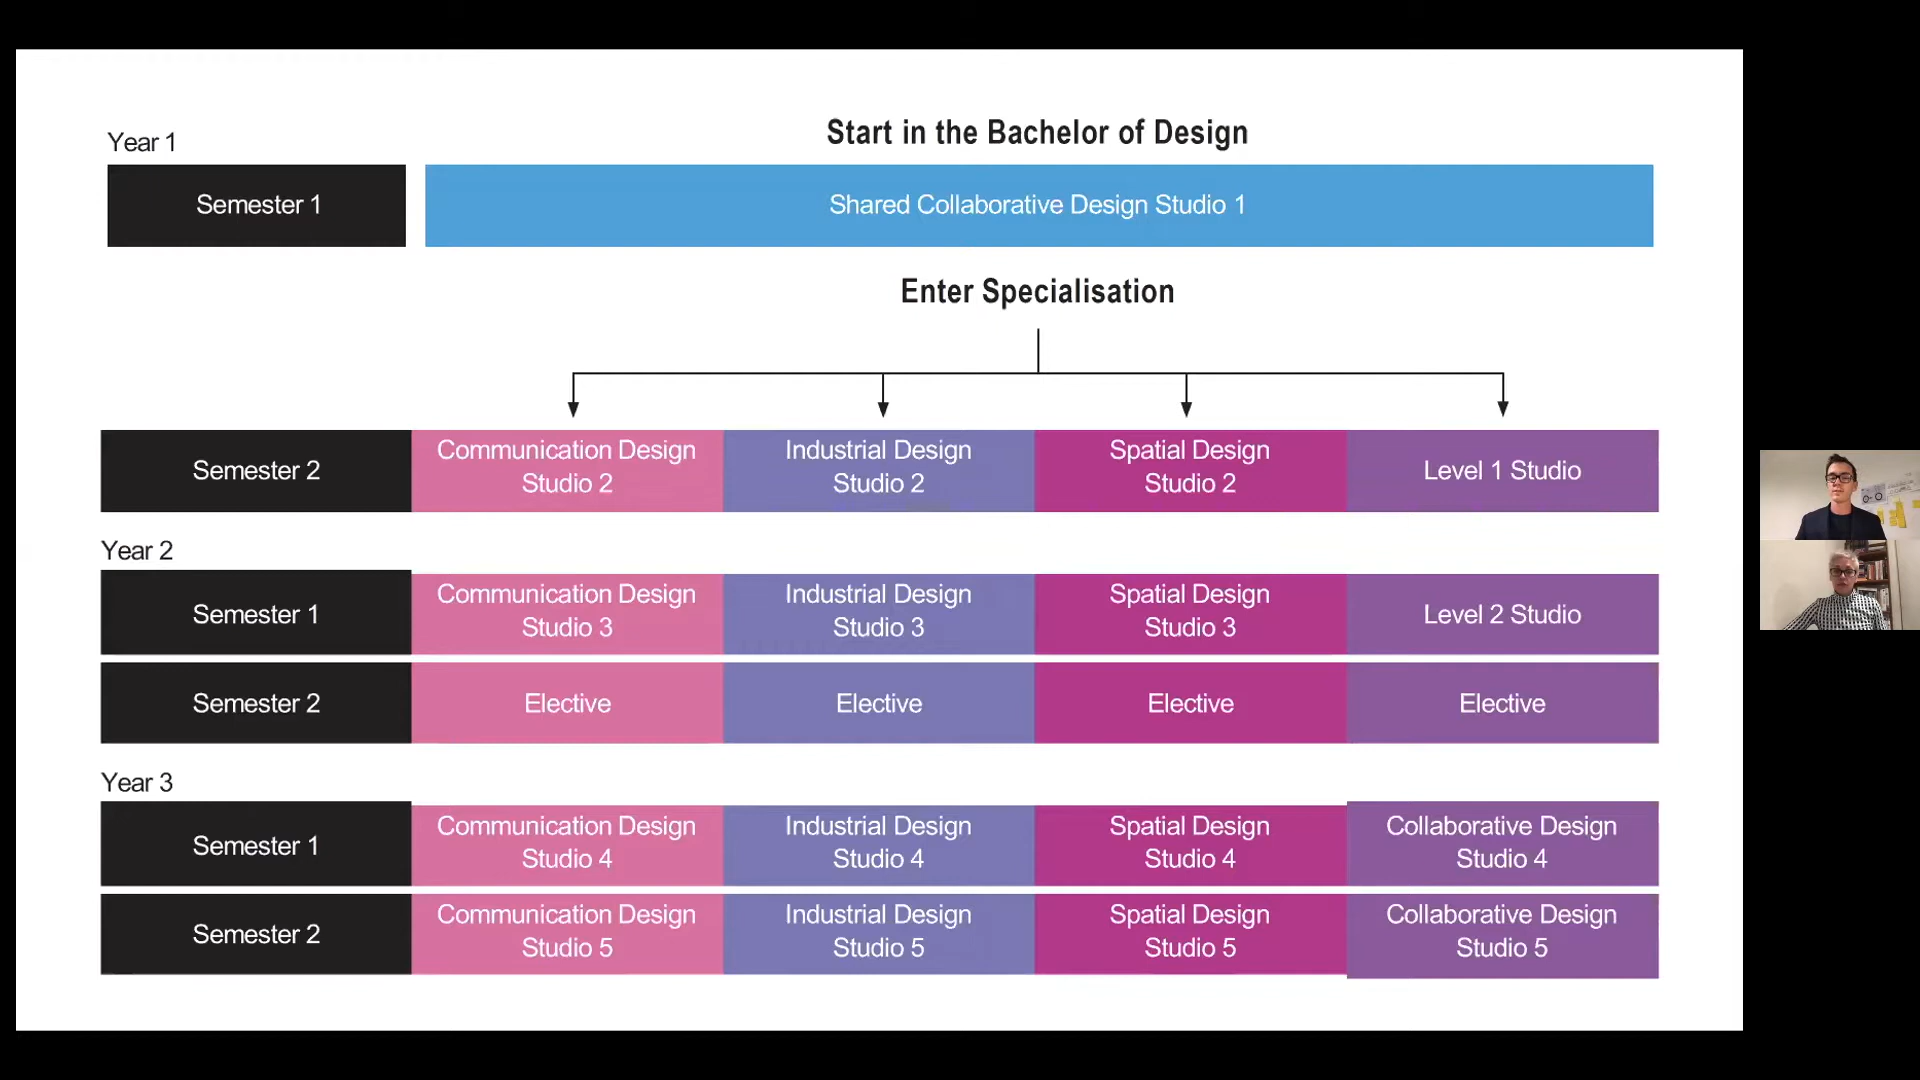 Start in the Bachelor of Design
Year 1
Semester 1
Shared Collaborative Design Studio 1
Enter Specialisation
Semester 2
Communication Design
Studio 2
Industrial Design
Studio 2
Spatial Design
Studio 2
Level 1 Studio
Year 2
Semester 1
Communication Design
Studio 3
Industrial Design
Studio 3
Spatial Design
Studio 3
Level 2 Studio
Semester 2
Elective
Elective
Elective
Elective
Year 3
Semester 1
Communication Design
Studio 4
Industrial Design
Studio 4
Spatial Design
Studio 4
Collaborative Design
Studio 4
Semester 2
Communication Design
Studio 5
Industrial Design
Studio 5
Spatial Design
Studio 5
Collaborative Design
Studio 5